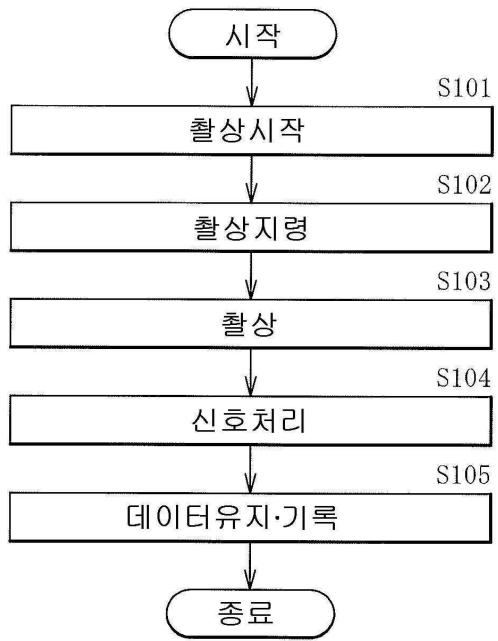 시작
S101
촬상시작
S102
촬상지령
S103
촬상
S104
신호처리
S105
데이터유지·기록
종료